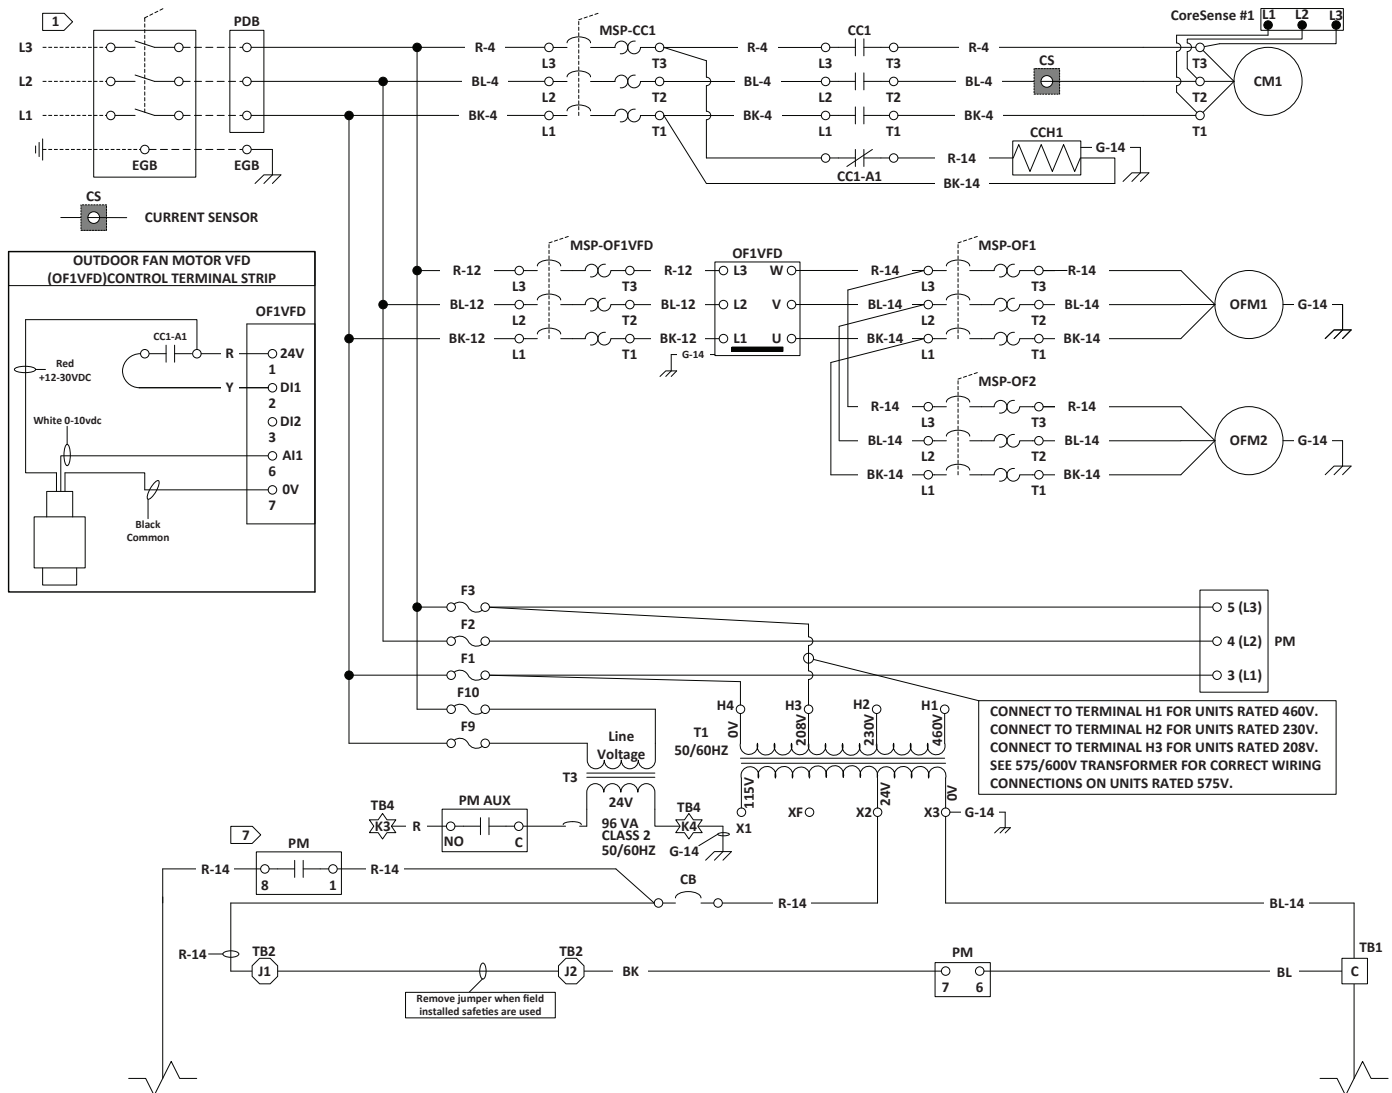 1
PDB
MSP-CC1
CC1
CoreSense #1
L1 L2 L3
L3
R-4
L3
T3
R-4
L3
T3
R-4
CS
T3
L2
BL-4
L2
T2
BL-4
L2
T2
BL-4
T2
CM1
L1
BK-4
L1
T1
BK-4
L1
T1
BK-4
T1
EGB
EGB
CC1-A1
R-14
CCH1
G-14
BK-14
CS
CURRENT SENSOR
OUTDOOR FAN MOTOR VFD
(OF1VFD)CONTROL TERMINAL STRIP
OF1VFD
CC1-A1
R
24V
1
Red
+12-30VDC
Y
DI1
2
DI2
3
White 0-10vdc
AI1
6
0V
7
Black
Common
MSP-OF1VFD
OF1VFD
MSP-OF1
R-12
L3
T3
R-12
L3 W
R-14
L3
T3
R-14
BL-12
L2
T2
BL-12
L2 V
BL-14
L2
T2
BL-14
OFM1
G-14
BK-12
L1
T1
BK-12
L1 U
BK-14
L1
T1
BK-14
G-14
MSP-OF2
R-14
L3
T3
R-14
BL-14
L2
T2
BL-14
OFM2
G-14
BK-14
L1
T1
BK-14
F3
5 (L3)
F2
4 (L2)
PM
F1
3 (L1)
F10
F9
Line
Voltage
T3
24V
96 VA
CLASS 2
50/60HZ
T1
50/60HZ
H4
H3
H2
H1
0V
208V
230V
460V
115V
24V
0V
X1
XF
X2
X3
G-14
CONNECT TO TERMINAL H1 FOR UNITS RATED 460V.
CONNECT TO TERMINAL H2 FOR UNITS RATED 230V.
CONNECT TO TERMINAL H3 FOR UNITS RATED 208V.
SEE 575/600V TRANSFORMER FOR CORRECT WIRING
CONNECTIONS ON UNITS RATED 575V.
TB4
K3
R
PM AUX
NO
C
TB4
K4
G-14
7
PM
R-14
8
1
R-14
CB
R-14
BL-14
R-14
TB2
J1
TB2
J2
BK
PM
7 6
BL
TB1
C
Remove jumper when field
installed safeties are used